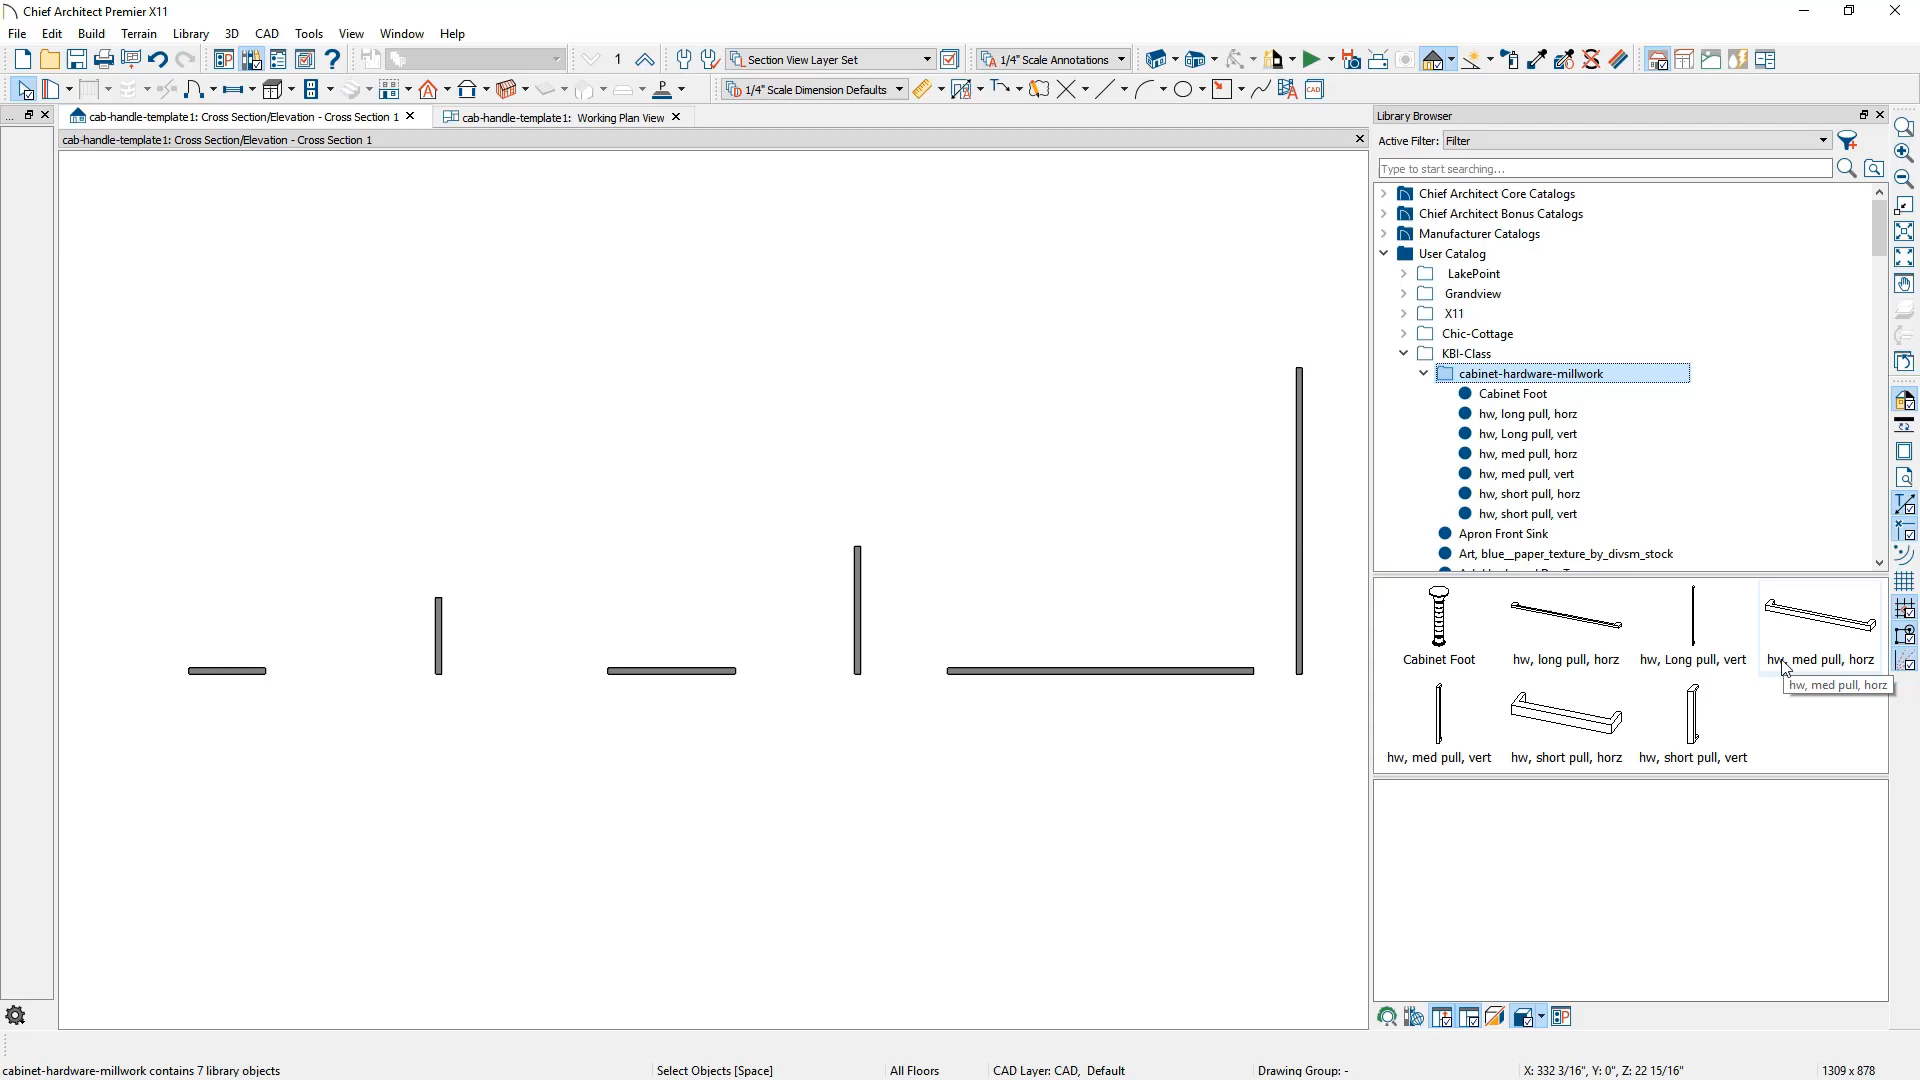 Chief Architect Premier X11
File Edit Build Terrain Library 3D CAD Tools View Window Help
1 Section View Layer Set 1/4" Scale Annotations
1/4" Scale Dimension Defaults
cab-handle-template1: Cross Section/Elevation - Cross Section 1
cab-handle-template1: Working Plan View
cab-handle-template1: Cross Section/Elevation - Cross Section 1
Library Browser
Active Filter: Filter
Type to start searching...
Chief Architect Core Catalogs
Chief Architect Bonus Catalogs
Manufacturer Catalogs
User Catalog
LakePoint
Grandview
X11
Chic-Cottage
KBI-Class
cabinet-hardware-millwork
Cabinet Foot
hw, long pull, horz
hw, Long pull, vert
hw, med pull, horz
hw, med pull, vert
hw, short pull, horz
hw, short pull, vert
Apron Front Sink
Art, blue__paper_texture_by_divsm_stock
Cabinet Foot hw, long pull, horz hw, Long pull, vert hw, med pull, horz
hw, med pull, horz
hw, med pull, vert hw, short pull, horz hw, short pull, vert
cabinet-hardware-millwork contains 7 library objects Select Objects [Space] All Floors CAD Layer: CAD, Default Drawing Group: - X: 332 3/16", Y: 0", Z: 22 15/16" 1309 x 878